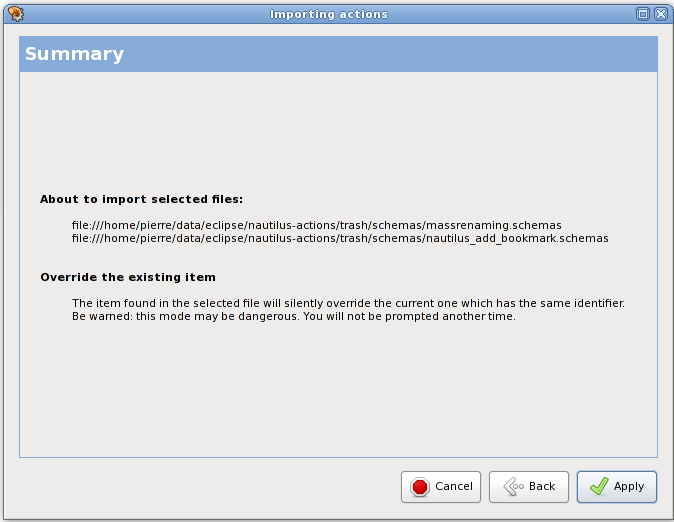 Importing actions
Summary
About to import selected files:
file:///home/pierre/data/eclipse/nautilus-actions/trash/schemas/massrenaming.schemas
file:///home/pierre/data/eclipse/nautilus-actions/trash/schemas/nautilus_add_bookmark.schemas
Override the existing item
The item found in the selected file will silently override the current one which has the same identifier.
Be warned: this mode may be dangerous. You will not be prompted another time.
Cancel
Back
Apply